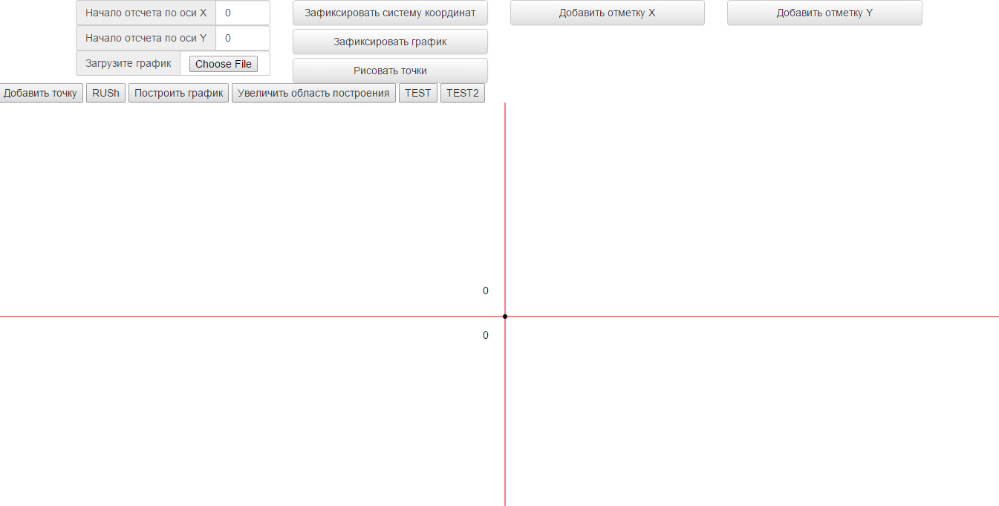 Начало отсчета по оси X 0 Зафиксировать систему координат Добавить отметку X Добавить отметку Y
Начало отсчета по оси Y 0 Зафиксировать график
Загрузите график Choose File Рисовать точки
Добавить точку RUSh Построить график Увеличить область построения TEST TEST2
0
0